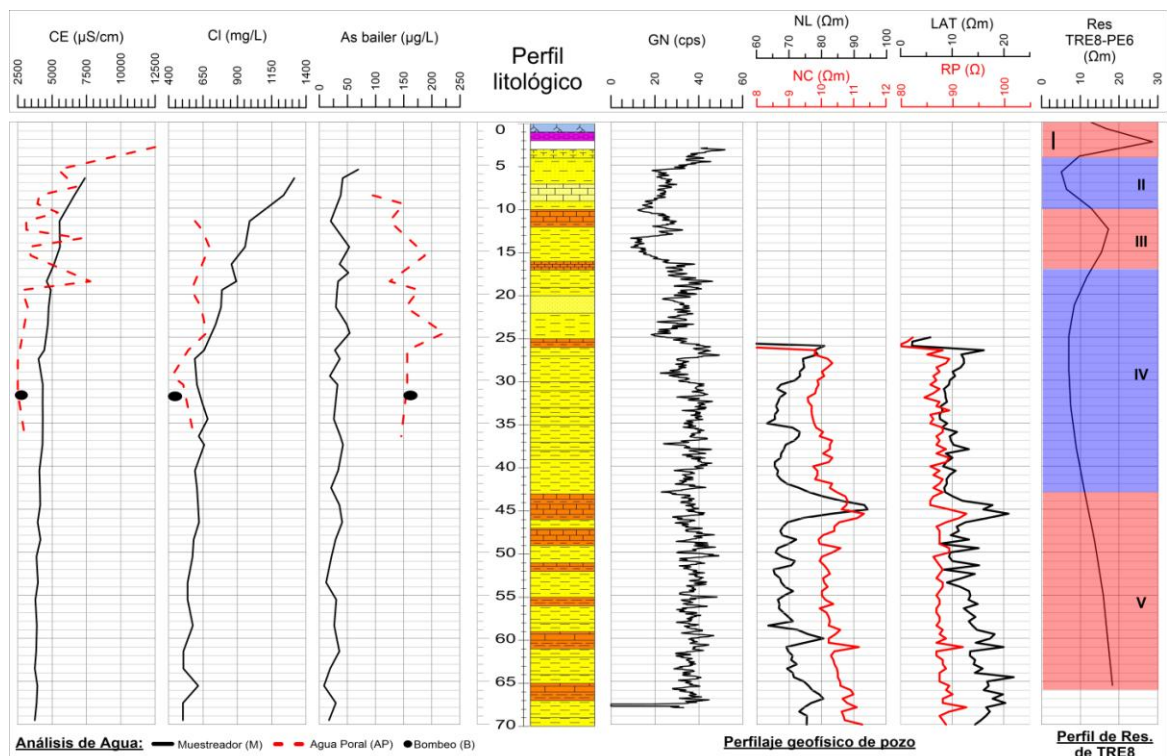 CE (µS/cm)
2500
5000
7500
10000
12500
Cl (mg/L)
400
650
900
1150
1400
As bailer (µg/L)
0
50
100
150
200
250
Perfil
litológico
GN (cps)
0 20 40 60
NL (Ωm)
60 70 80 90 100
NC (Ωm)
8 9 10 11 12
LAT (Ωm)
0 10 20
RP (Ω)
80 90 100
Res
TRE8-PE6
(Ωm)
0 10 20 30
0
5
10
15
20
25
30
35
40
45
50
55
60
65
70
I
II
III
IV
V
Análisis de Agua: Muestreador (M) Agua Poral (AP) Bombeo (B)
Perfilaje geofísico de pozo
Perfil de Res.
de TRE8